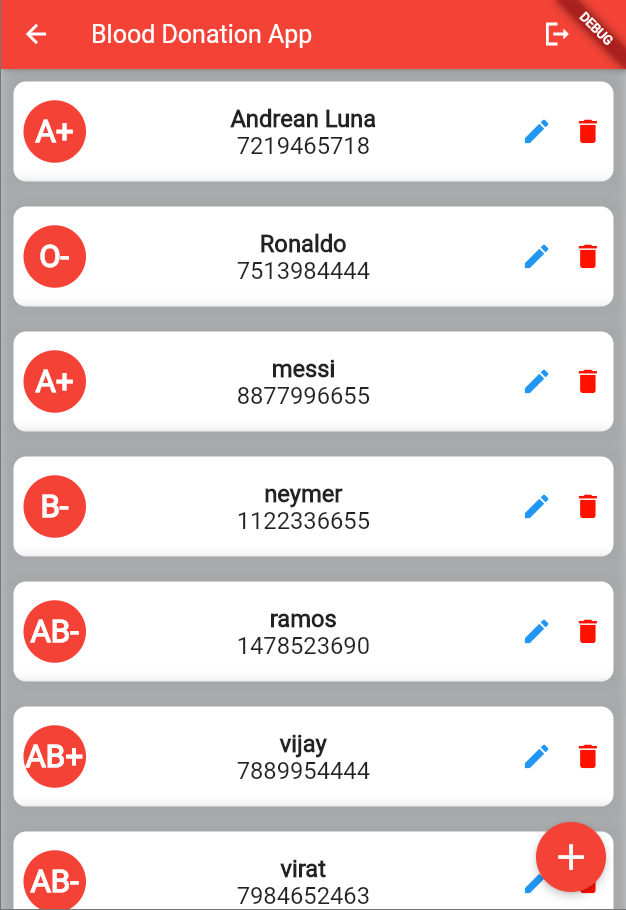 Blood Donation App
DEBUG
A+
Andrean Luna
7219465718
O-
Ronaldo
7513984444
A+
messi
8877996655
B-
neymer
1122336655
AB-
ramos
1478523690
AB+
vijay
7889954444
AB-
virat
7984652463